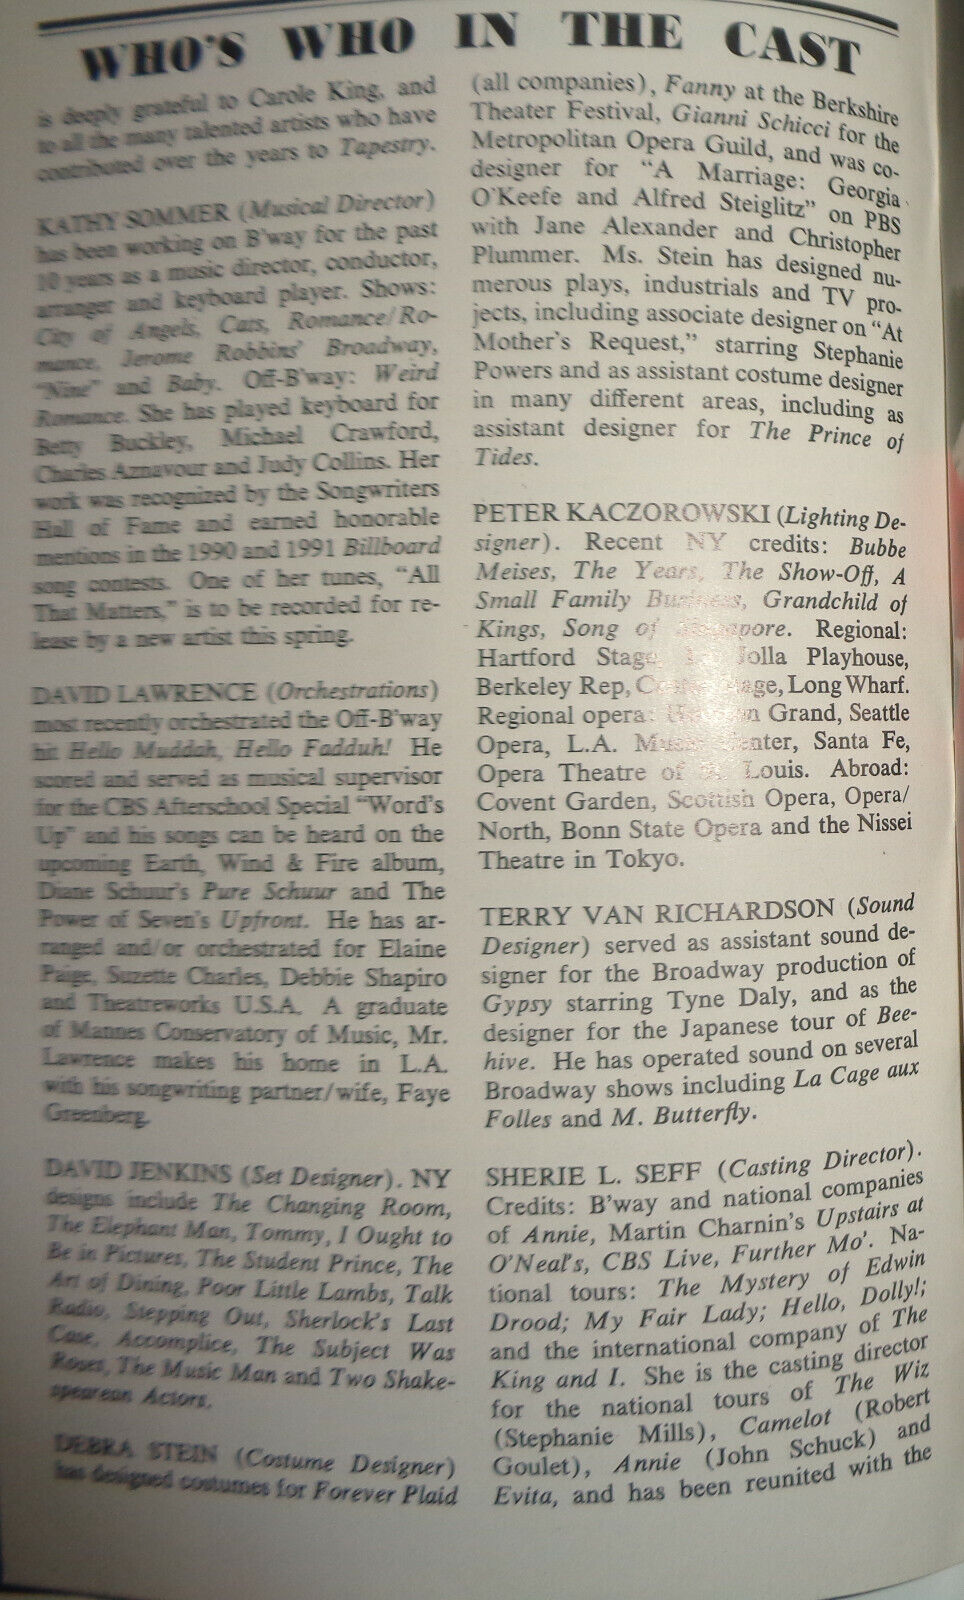 WHO'S WHO IN THE CAST
is deeply grateful to Carole King, and
to all the many talented artists who have
contributed over the years to Tapestry.
KATHY SOMMER (Musical Director)
has been working on B'way for the past
10 years as a music director, conductor,
arranger and keyboard player. Shows:
City of Angels, Cats, Romance/Ro-
mance, Jerome Robbins' Broadway,
"Nine" and Baby. Off-B'way: Weird
Romance. She has played keyboard for
Betty Buckley, Michael Crawford,
Charles Aznavour and Judy Collins. Her
work was recognized by the Songwriters
Hall of Fame and earned honorable
mentions in the 1990 and 1991 Billboard
song contests. One of her tunes, "All
That Matters," is to be recorded for re-
lease by a new artist this spring.
DAVID LAWRENCE (Orchestrations)
most recently orchestrated the Off-B'way
hit Hello Muddah, Hello Fadduh! He
scored and served as musical supervisor
for the CBS Afterschool Special "Word's
Up" and his songs can be heard on the
upcoming Earth, Wind & Fire album,
Diane Schuur's Pure Schuur and The
Power of Seven's Upfront. He has ar-
ranged and/or orchestrated for Elaine
Paige, Suzette Charles, Debbie Shapiro
and Theatreworks U.S.A. A graduate
of Mannes Conservatory of Music, Mr.
Lawrence makes his home in L.A.
with his songwriting partner/wife, Faye
Greenberg.
DAVID JENKINS (Set Designer). NY
designs include The Changing Room,
The Elephant Man, Tommy, I Ought to
Be in Pictures, The Student Prince, The
Art of Dining, Poor Little Lambs, Talk
Radio, Stepping Out, Sherlock's Last
Case, Accomplice, The Subject Was
Roses, The Music Man and Two Shake-
spearean Actors.
DEBRA STEIN (Costume Designer)
has designed costumes for Forever Plaid
(all companies), Fanny at the Berkshire
Theater Festival, Gianni Schicci for the
Metropolitan Opera Guild, and was co-
designer for "A Marriage: Georgia
O'Keefe and Alfred Steiglitz" on PBS
with Jane Alexander and Christopher
Plummer. Ms. Stein has designed nu-
merous plays, industrials and TV pro-
jects, including associate designer on "At
Mother's Request," starring Stephanie
Powers and as assistant costume designer
in many different areas, including as
assistant designer for The Prince of
Tides.
PETER KACZOROWSKI (Lighting De-
signer). Recent NY credits: Bubbe
Meises, The Years, The Show-Off, A
Small Family Business, Grandchild of
Kings, Song of Singapore. Regional:
Hartford Stage, La Jolla Playhouse,
Berkeley Rep, Center Stage, Long Wharf.
Regional opera: Houston Grand, Seattle
Opera, L.A. Music Center, Santa Fe,
Opera Theatre of St. Louis. Abroad:
Covent Garden, Scottish Opera, Opera/
North, Bonn State Opera and the Nissei
Theatre in Tokyo.
TERRY VAN RICHARDSON (Sound
Designer) served as assistant sound de-
signer for the Broadway production of
Gypsy starring Tyne Daly, and as the
designer for the Japanese tour of Bee-
hive. He has operated sound on several
Broadway shows including La Cage aux
Folles and M. Butterfly.
SHERIE L. SEFF (Casting Director).
Credits: B'way and national companies
of Annie, Martin Charnin's Upstairs at
O'Neal's, CBS Live, Further Mo'. Na-
tional tours: The Mystery of Edwin
Drood; My Fair Lady; Hello, Dolly!;
and the international company of The
King and I. She is the casting director
for the national tours of The Wiz
(Stephanie Mills), Camelot (Robert
Goulet), Annie (John Schuck) and
Evita, and has been reunited with the